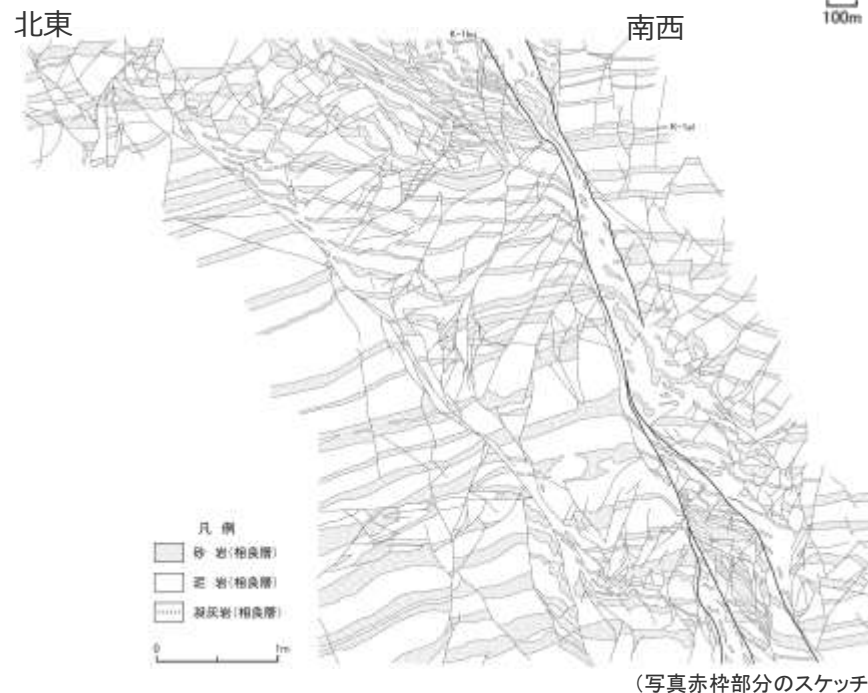 北東
南西
100m
凡 例
砂 岩(相良層)
泥 岩(相良層)
凝灰岩(相良層)
0
1m
(写真赤枠部分のスケッチ